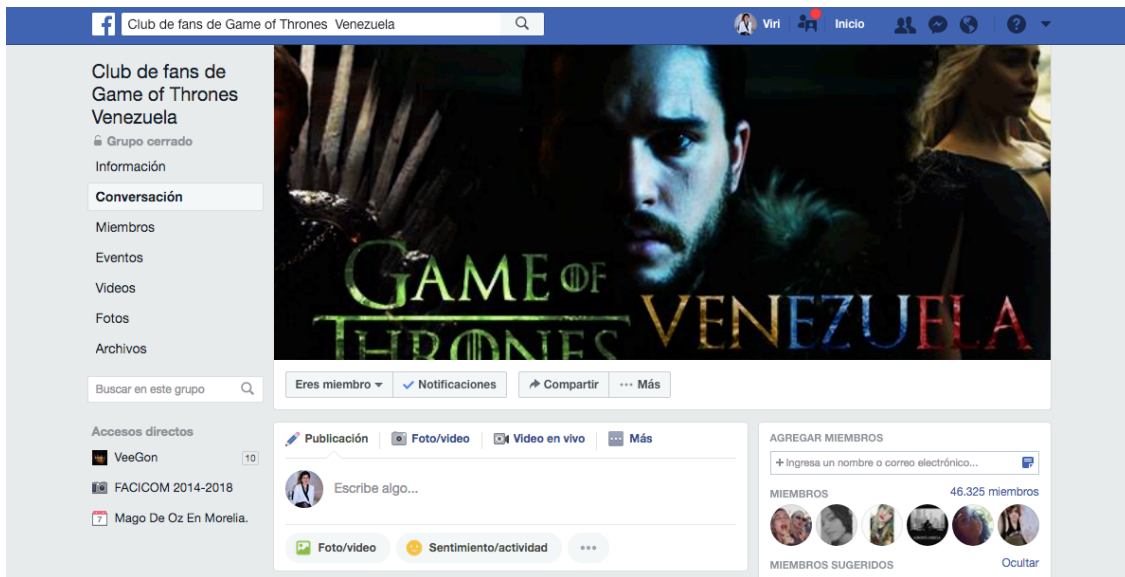 Club de fans de Game of Thrones Venezuela
Viri
Inicio
Club de fans de
Game of Thrones
Venezuela
Grupo cerrado
Información
Conversación
Miembros
Eventos
Videos
Fotos
Archivos
Buscar en este grupo
Accesos directos
VeeGon 10
FACICOM 2014-2018
7 Mago De Oz En Morelia.
GAME OF
THRONES
VENEZUELA
Eres miembro
Notificaciones
Compartir
Más
Publicación
Foto/video
Video en vivo
Más
Escribe algo...
Foto/video
Sentimiento/actividad
AGREGAR MIEMBROS
+ Ingresa un nombre o correo electrónico...
MIEMBROS 46.325 miembros
MIEMBROS SUGERIDOS Ocultar